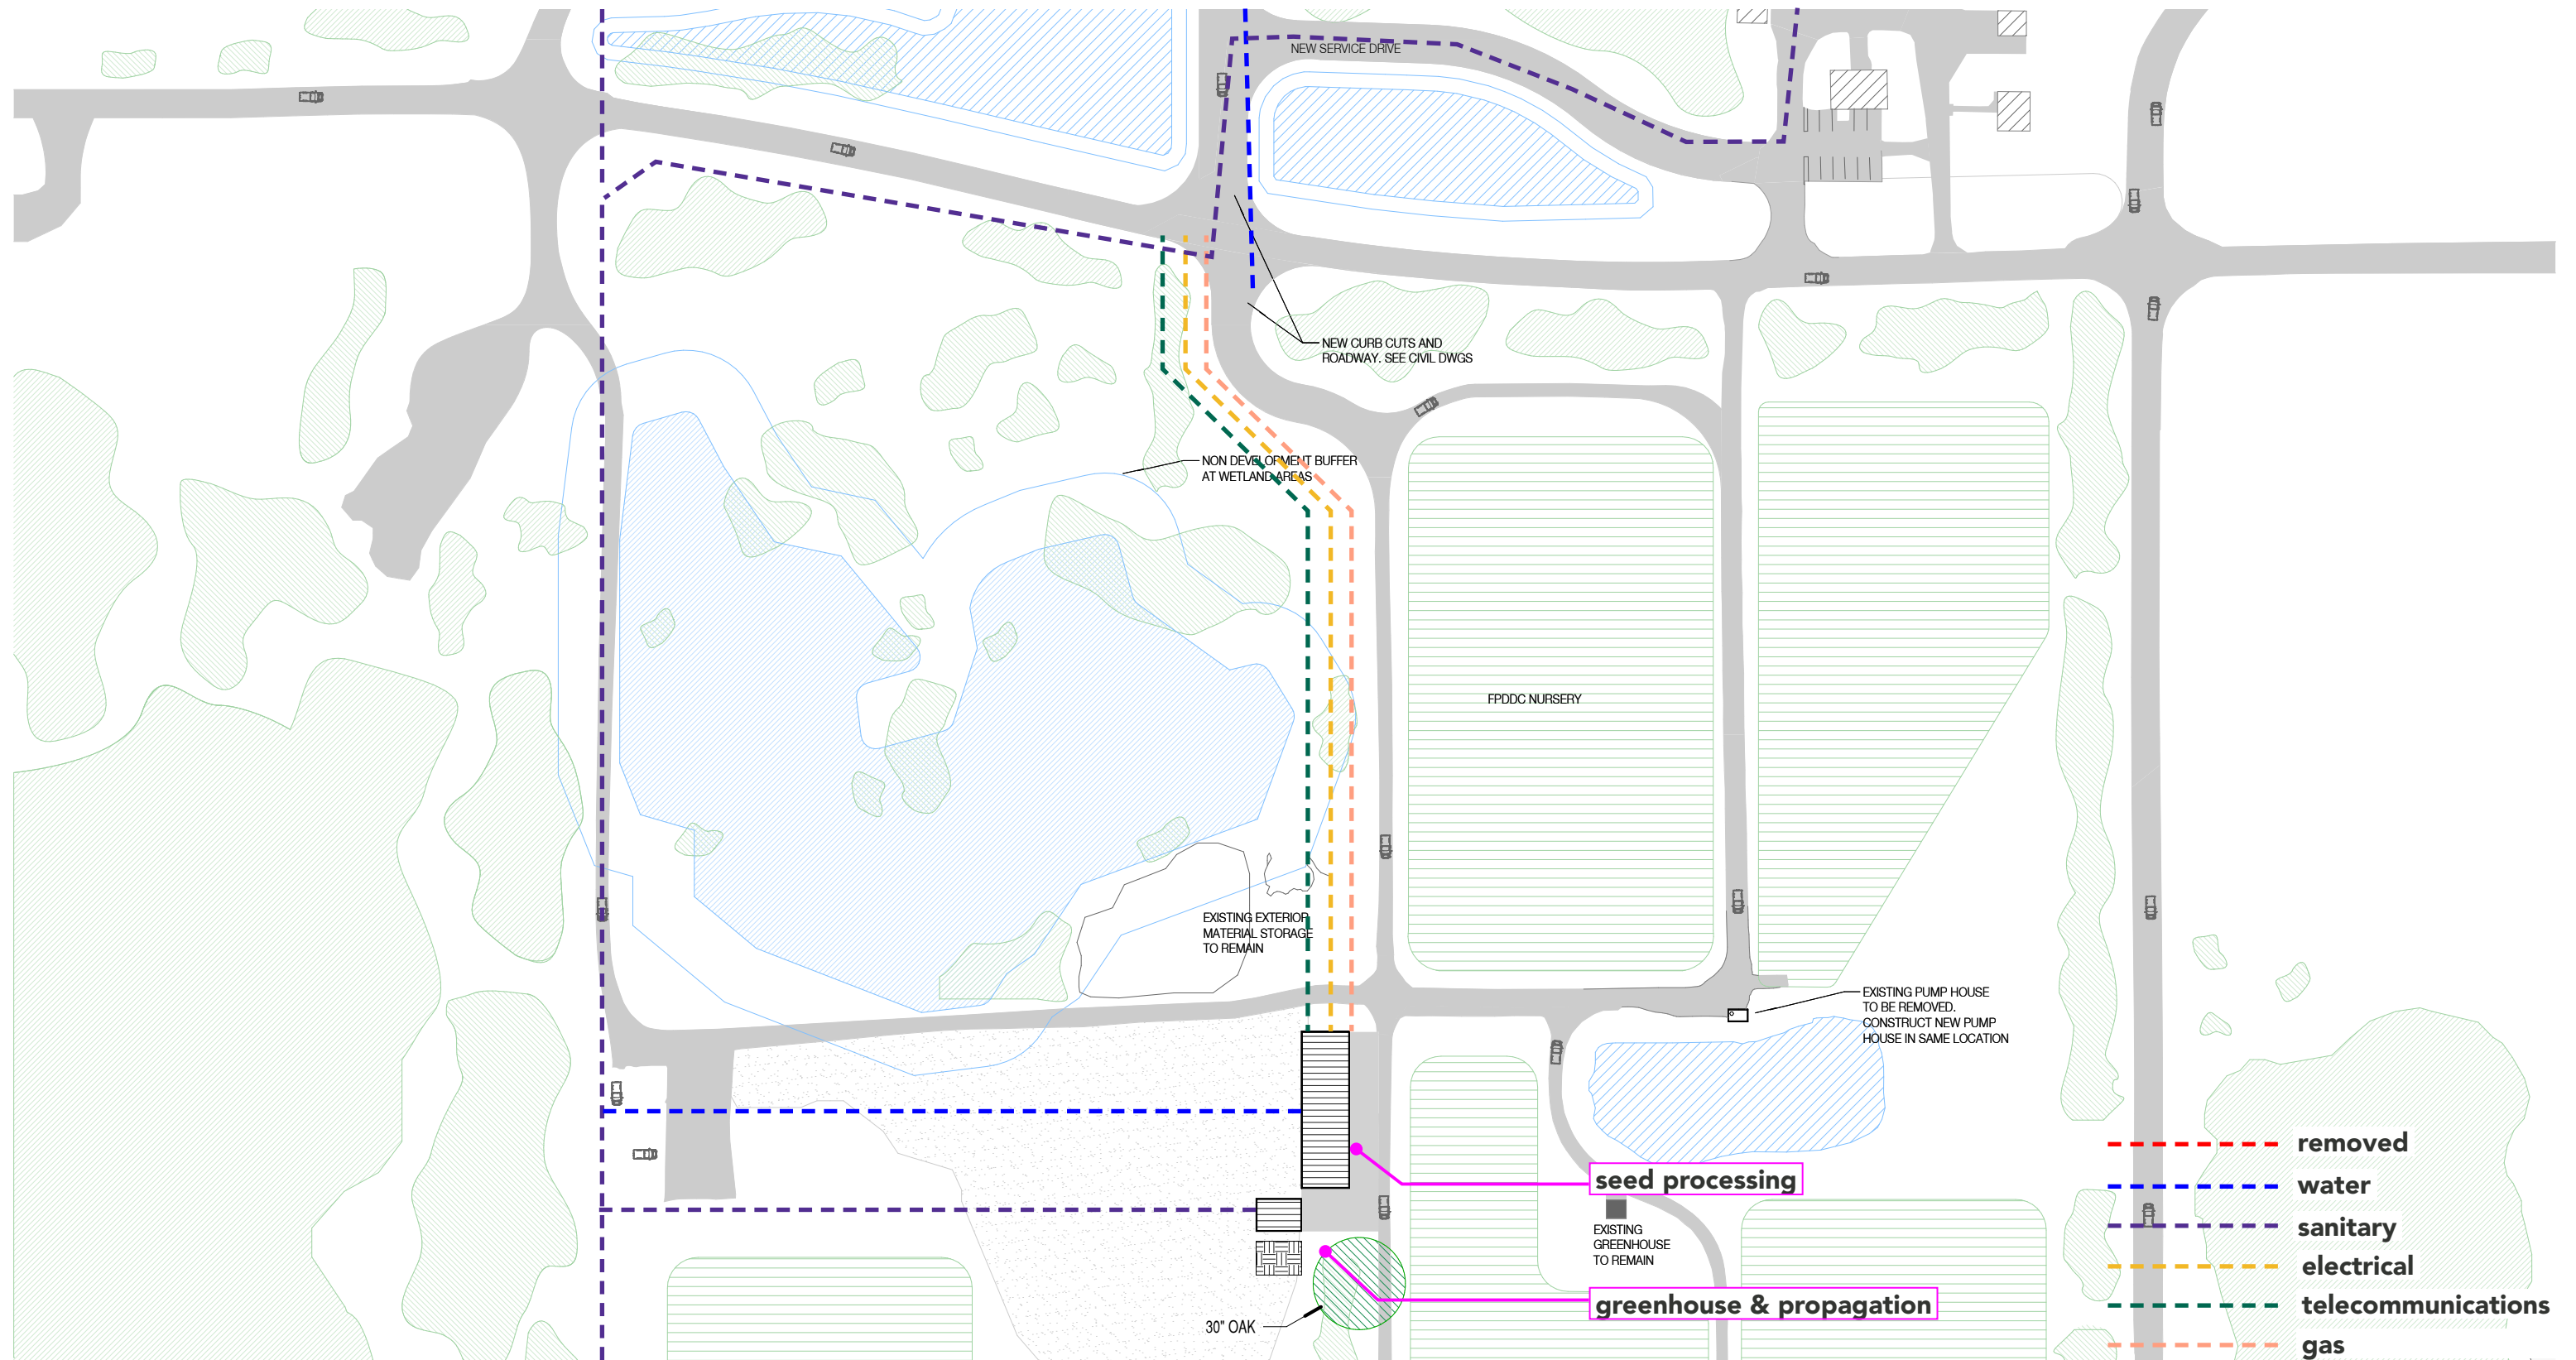 NEW SERVICE DRIVE
NEW CURB CUTS AND
ROADWAY. SEE CIVIL DWGS
NON DEVELOPMENT BUFFER
AT WETLAND AREAS
FPDDC NURSERY
EXISTING EXTERIOR
MATERIAL STORAGE
TO REMAIN
EXISTING PUMP HOUSE
TO BE REMOVED.
CONSTRUCT NEW PUMP
HOUSE IN SAME LOCATION
seed processing
EXISTING
GREENHOUSE
TO REMAIN
greenhouse & propagation
30" OAK
removed
water
sanitary
electrical
telecommunications
gas